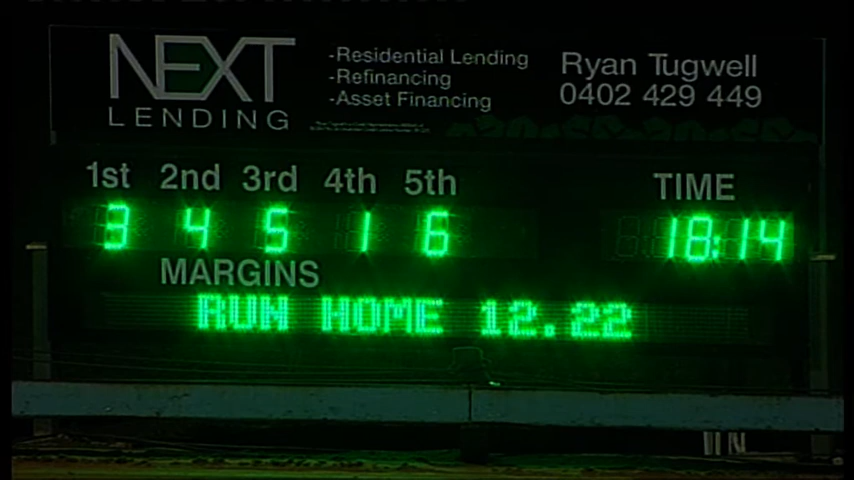 NEXT
LENDING
-Residential Lending
-Refinancing
-Asset Financing
Ryan Tugwell
0402 429 449
1st 2nd 3rd 4th 5th TIME
3 4 5 1 6 18:14
MARGINS
RUN HOME 12.22